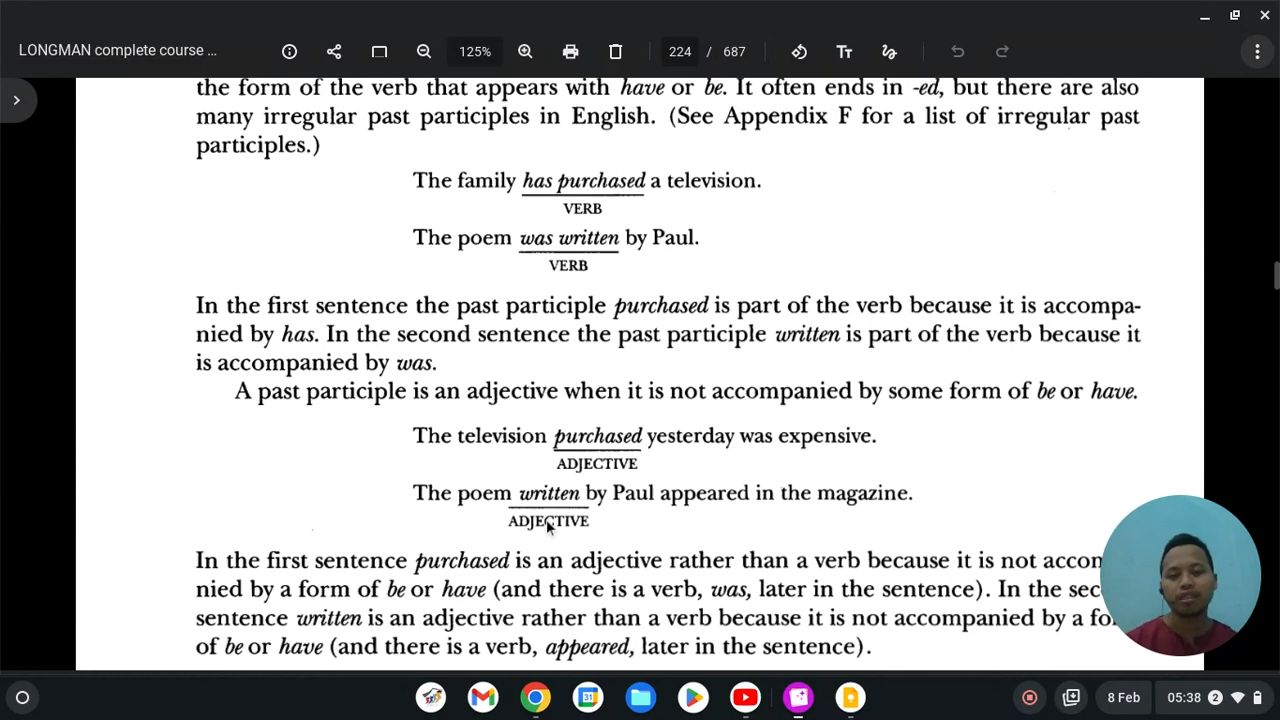 LONGMAN complete course ...
125%
224 / 687
the form of the verb that appears with have or be. It often ends in -ed, but there are also
many irregular past participles in English. (See Appendix F for a list of irregular past
participles.)
The family has purchased a television.
VERB
The poem was written by Paul.
VERB
In the first sentence the past participle purchased is part of the verb because it is accompa-
nied by has. In the second sentence the past participle written is part of the verb because it
is accompanied by was.
A past participle is an adjective when it is not accompanied by some form of be or have.
The television purchased yesterday was expensive.
ADJECTIVE
The poem written by Paul appeared in the magazine.
ADJECTIVE
In the first sentence purchased is an adjective rather than a verb because it is not accom
nied by a form of be or have (and there is a verb, was, later in the sentence). In the sec
sentence written is an adjective rather than a verb because it is not accompanied by a fo
of be or have (and there is a verb, appeared, later in the sentence).
31
8 Feb
05:38
2